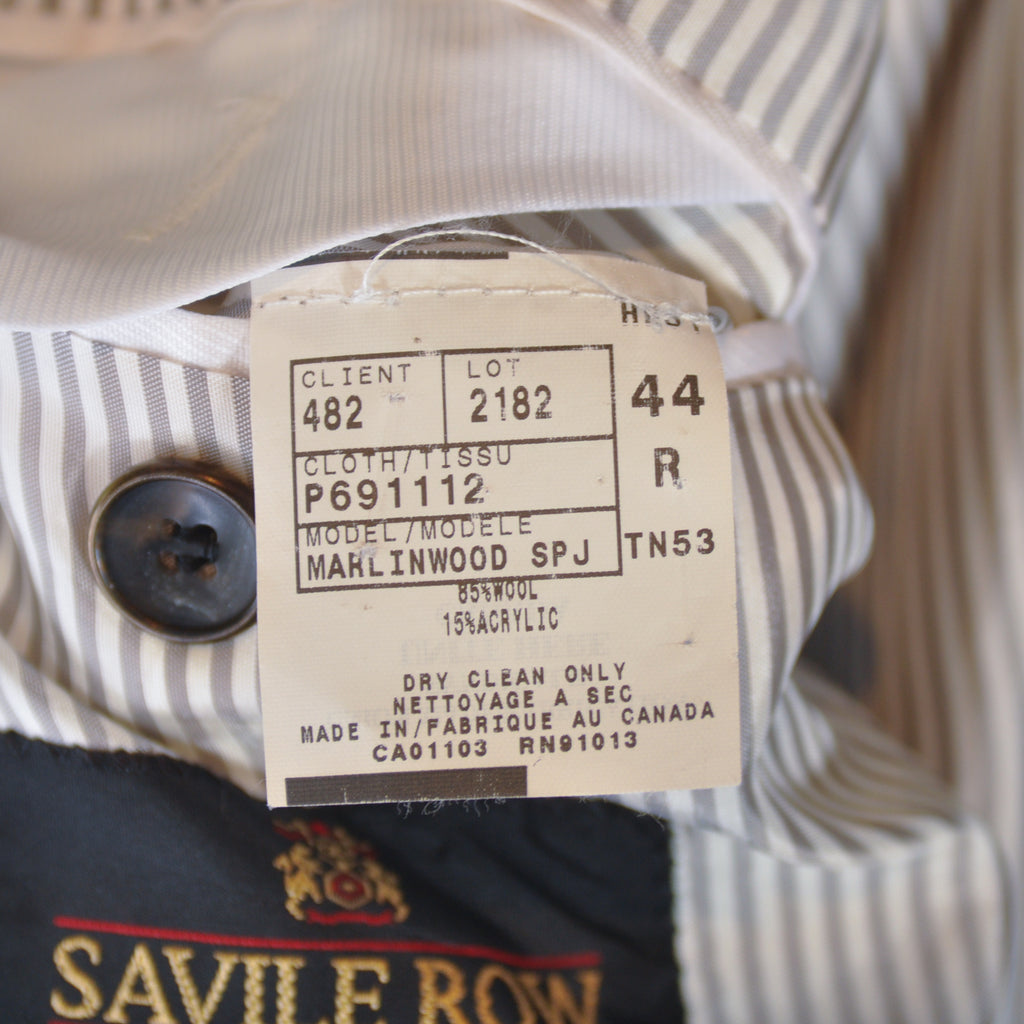 CLIENT LOT
482 2182 44
CLOTH/TISSU R
P691112
MODEL/MODELE
MARLINWOOD SPJ TN53
85%WOOL
15%ACRYLIC
DRY CLEAN ONLY
NETTOYAGE A SEC
MADE IN/FABRIQUE AU CANADA
CA01103 RN91013
SAVILE ROW